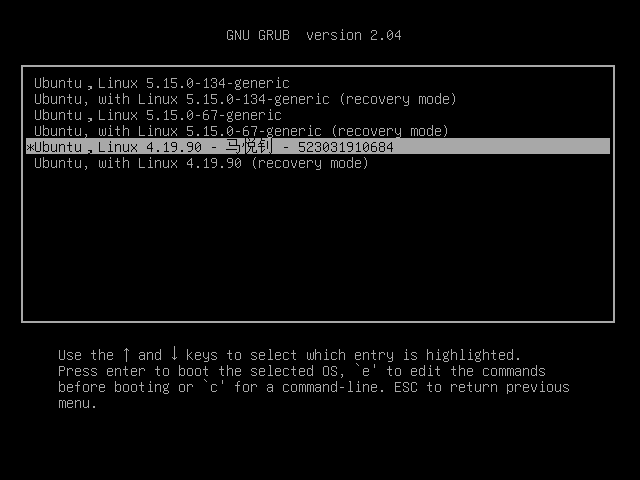 GNU GRUB  version 2.04
Ubuntu , Linux 5.15.0-134-generic
Ubuntu, with Linux 5.15.0-134-generic (recovery mode)
Ubuntu , Linux 5.15.0-67-generic
Ubuntu, with Linux 5.15.0-67-generic (recovery mode)
*Ubuntu , Linux 4.19.90 - 马悦钊 - 523031910684
Ubuntu, with Linux 4.19.90 (recovery mode)
Use the ↑ and ↓ keys to select which entry is highlighted.
Press enter to boot the selected OS, `e' to edit the commands
before booting or `c' for a command-line. ESC to return previous
menu.